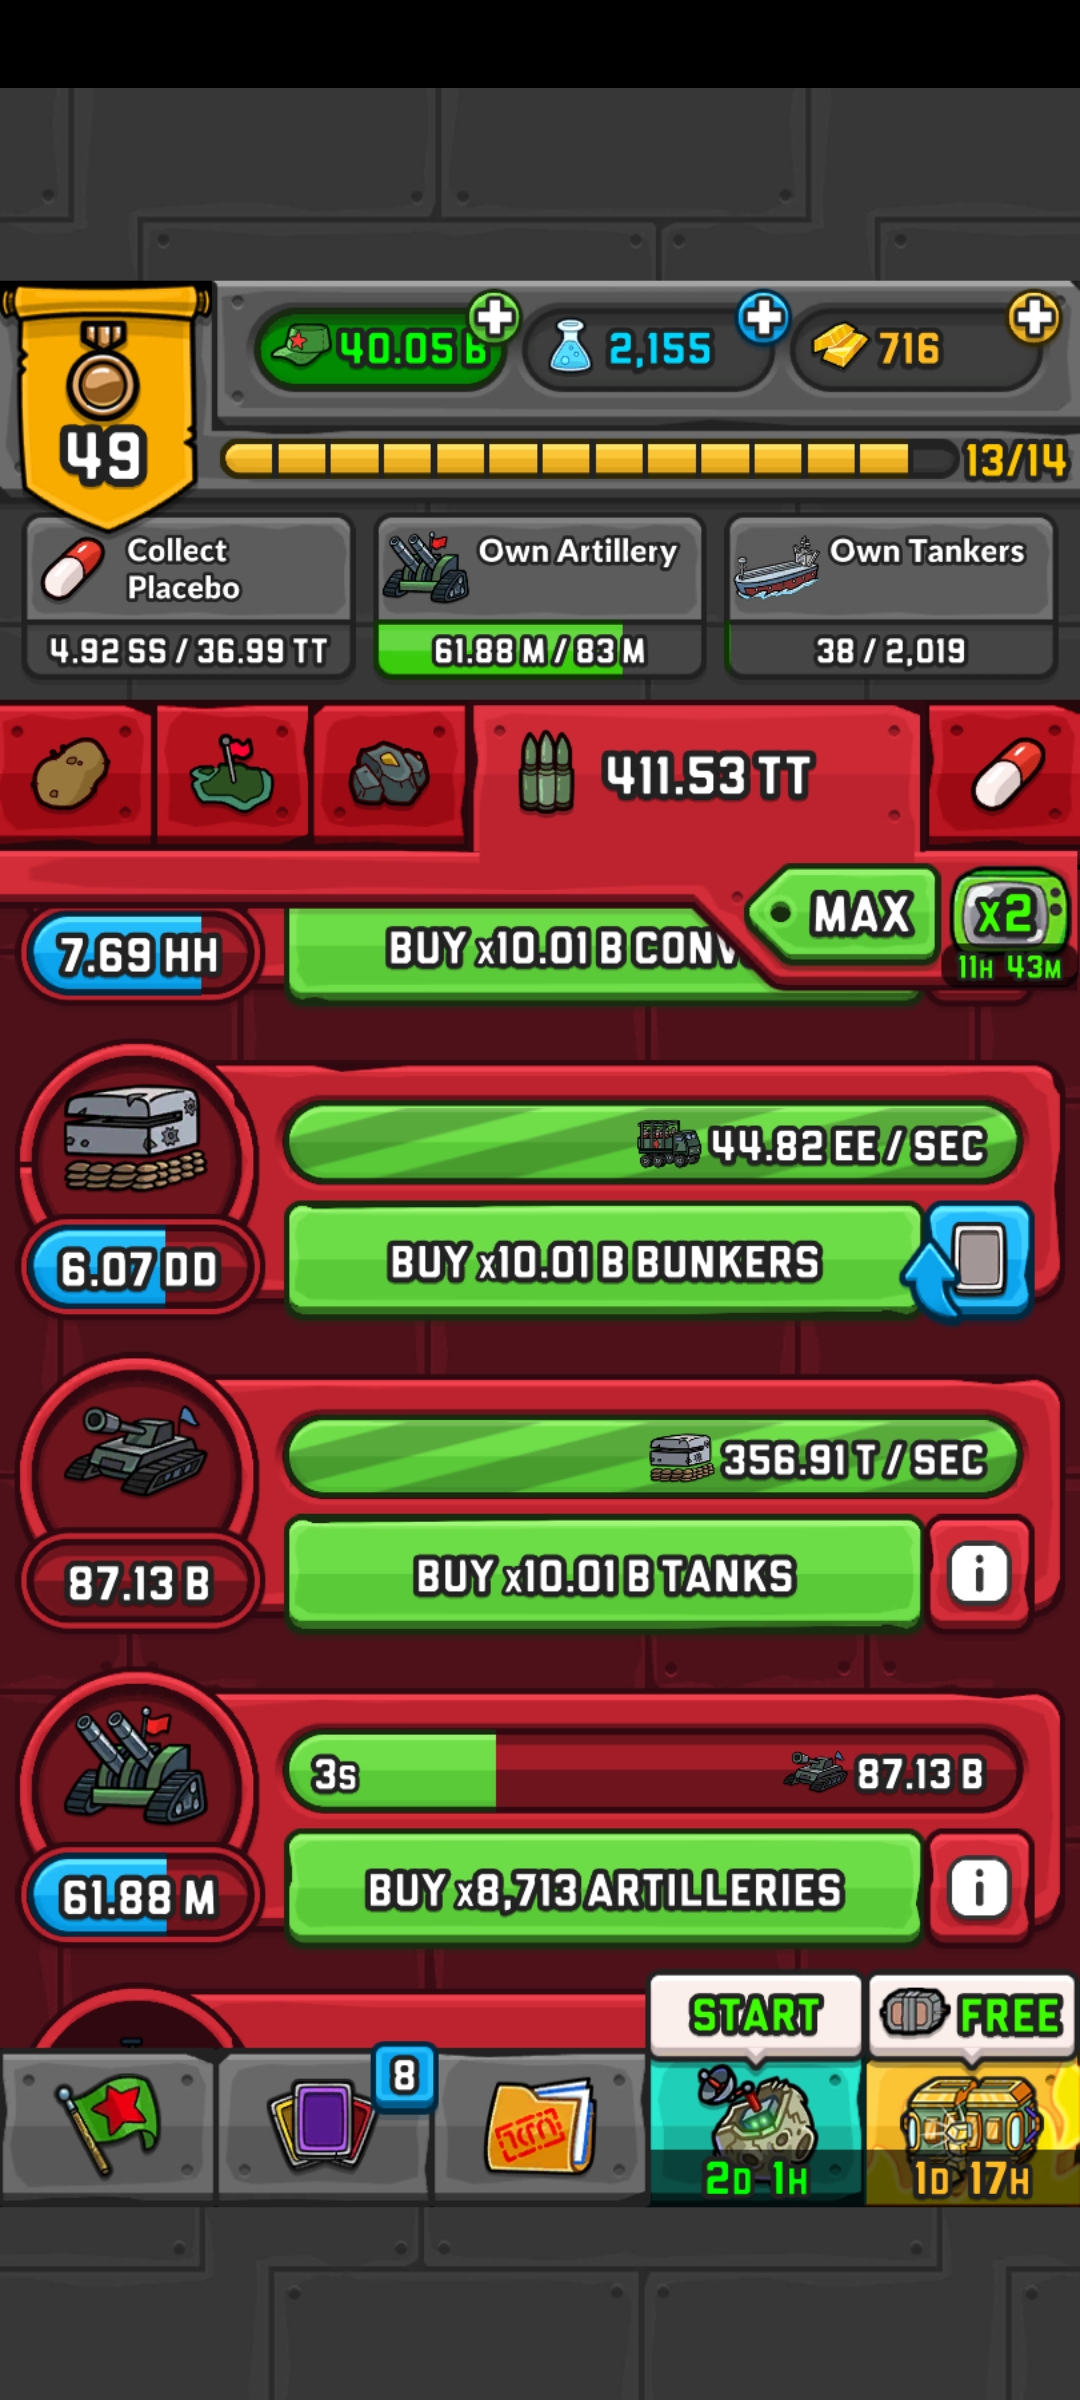 40.05 B
2,155
716
49
13/14
Collect
Placebo
4.92 SS / 36.99 TT
Own Artillery
61.88 M / 83 M
Own Tankers
38 / 2,019
411.53 TT
MAX
x2
11H 43M
7.69 HH
BUY x10.01 B CONV
44.82 EE / SEC
6.07 DD
BUY x10.01 B BUNKERS
356.91 T / SEC
87.13 B
BUY x10.01 B TANKS
i
3s
87.13 B
61.88 M
BUY x8,713 ARTILLERIES
i
START
FREE
8
2D 1H
1D 17H